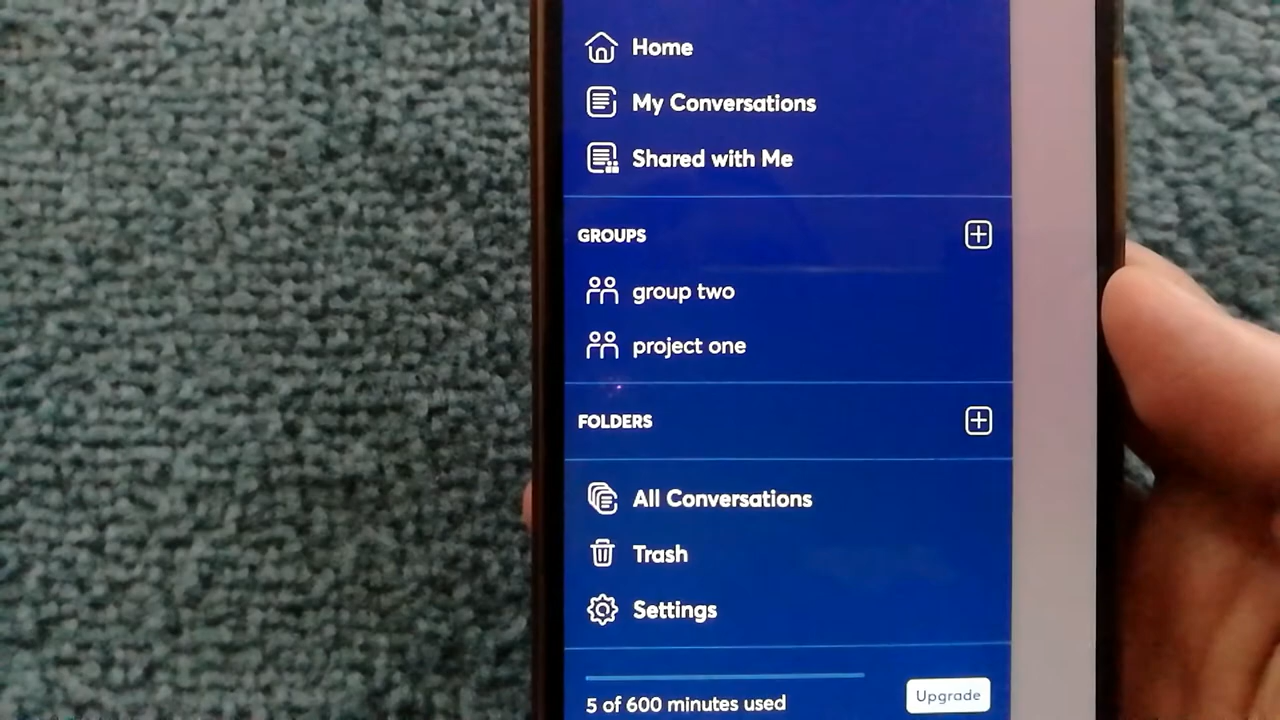 Home
My Conversations
Shared with Me
GROUPS
group two
project one
FOLDERS
All Conversations
Trash
Settings
5 of 600 minutes used
Upgrade